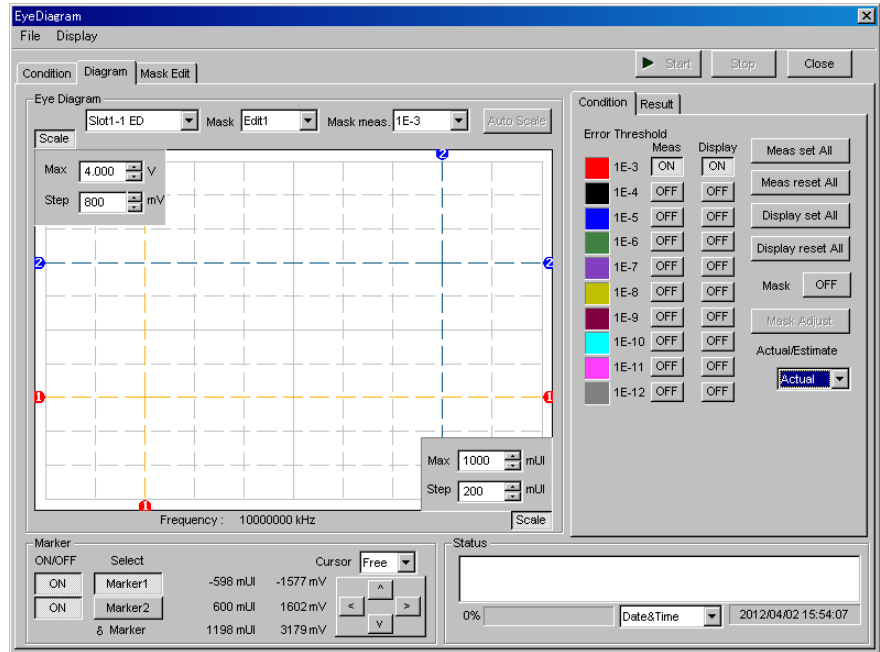 EyeDiagram
File Display
Start Stop Close
Condition Diagram Mask Edit
Eye Diagram
Slot1-1 ED Mask Edit1 Mask meas. 1E-3 Auto Scale
Scale
Max 4.000 V
Step 800 mV
2
2 2
1 1
1
Max 1000 mUI
Step 200 mUI
Frequency : 10000000 kHz Scale
Condition Result
Error Threshold
Meas Display
1E-3 ON ON
1E-4 OFF OFF
1E-5 OFF OFF
1E-6 OFF OFF
1E-7 OFF OFF
1E-8 OFF OFF
1E-9 OFF OFF
1E-10 OFF OFF
1E-11 OFF OFF
1E-12 OFF OFF
Meas set All
Meas reset All
Display set All
Display reset All
Mask OFF
Mask Adjust
Actual/Estimate
Actual
Marker
ON/OFF Select Cursor Free
ON Marker1 -598 mUI -1577 mV
ON Marker2 600 mUI 1602 mV
δ Marker 1198 mUI 3179 mV
^
< >
v
Status
0% Date&Time 2012/04/02 15:54:07